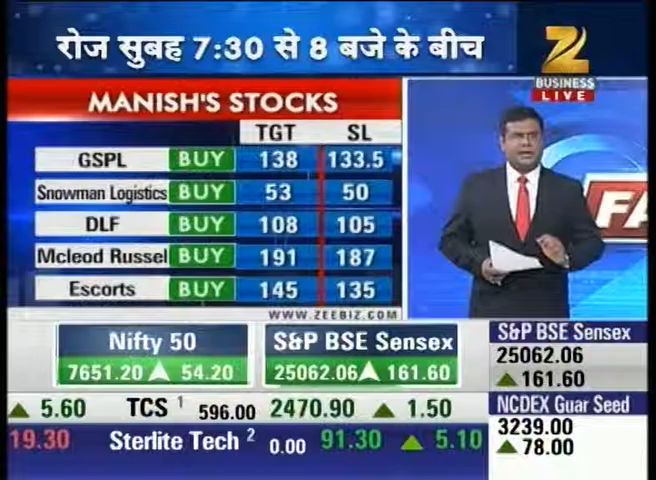 रोज सुबह 7:30 से 8 बजे के बीच
Z
BUSINESS
LIVE
MANISH'S STOCKS
TGT SL
GSPL BUY 138 133.5
Snowman Logistics BUY 53 50
DLF BUY 108 105
Mcleod Russel BUY 191 187
Escorts BUY 145 135
FA
WWW.ZEEBIZ.COM
Nifty 50
7651.20 ▲ 54.20
S&P BSE Sensex
25062.06 ▲ 161.60
S&P BSE Sensex
25062.06
▲ 161.60
▲ 5.60 TCS 1 596.00 2470.90 ▲ 1.50
NCDEX Guar Seed
3239.00
▲ 78.00
19.30 Sterlite Tech 2 0.00 91.30 ▲ 5.10